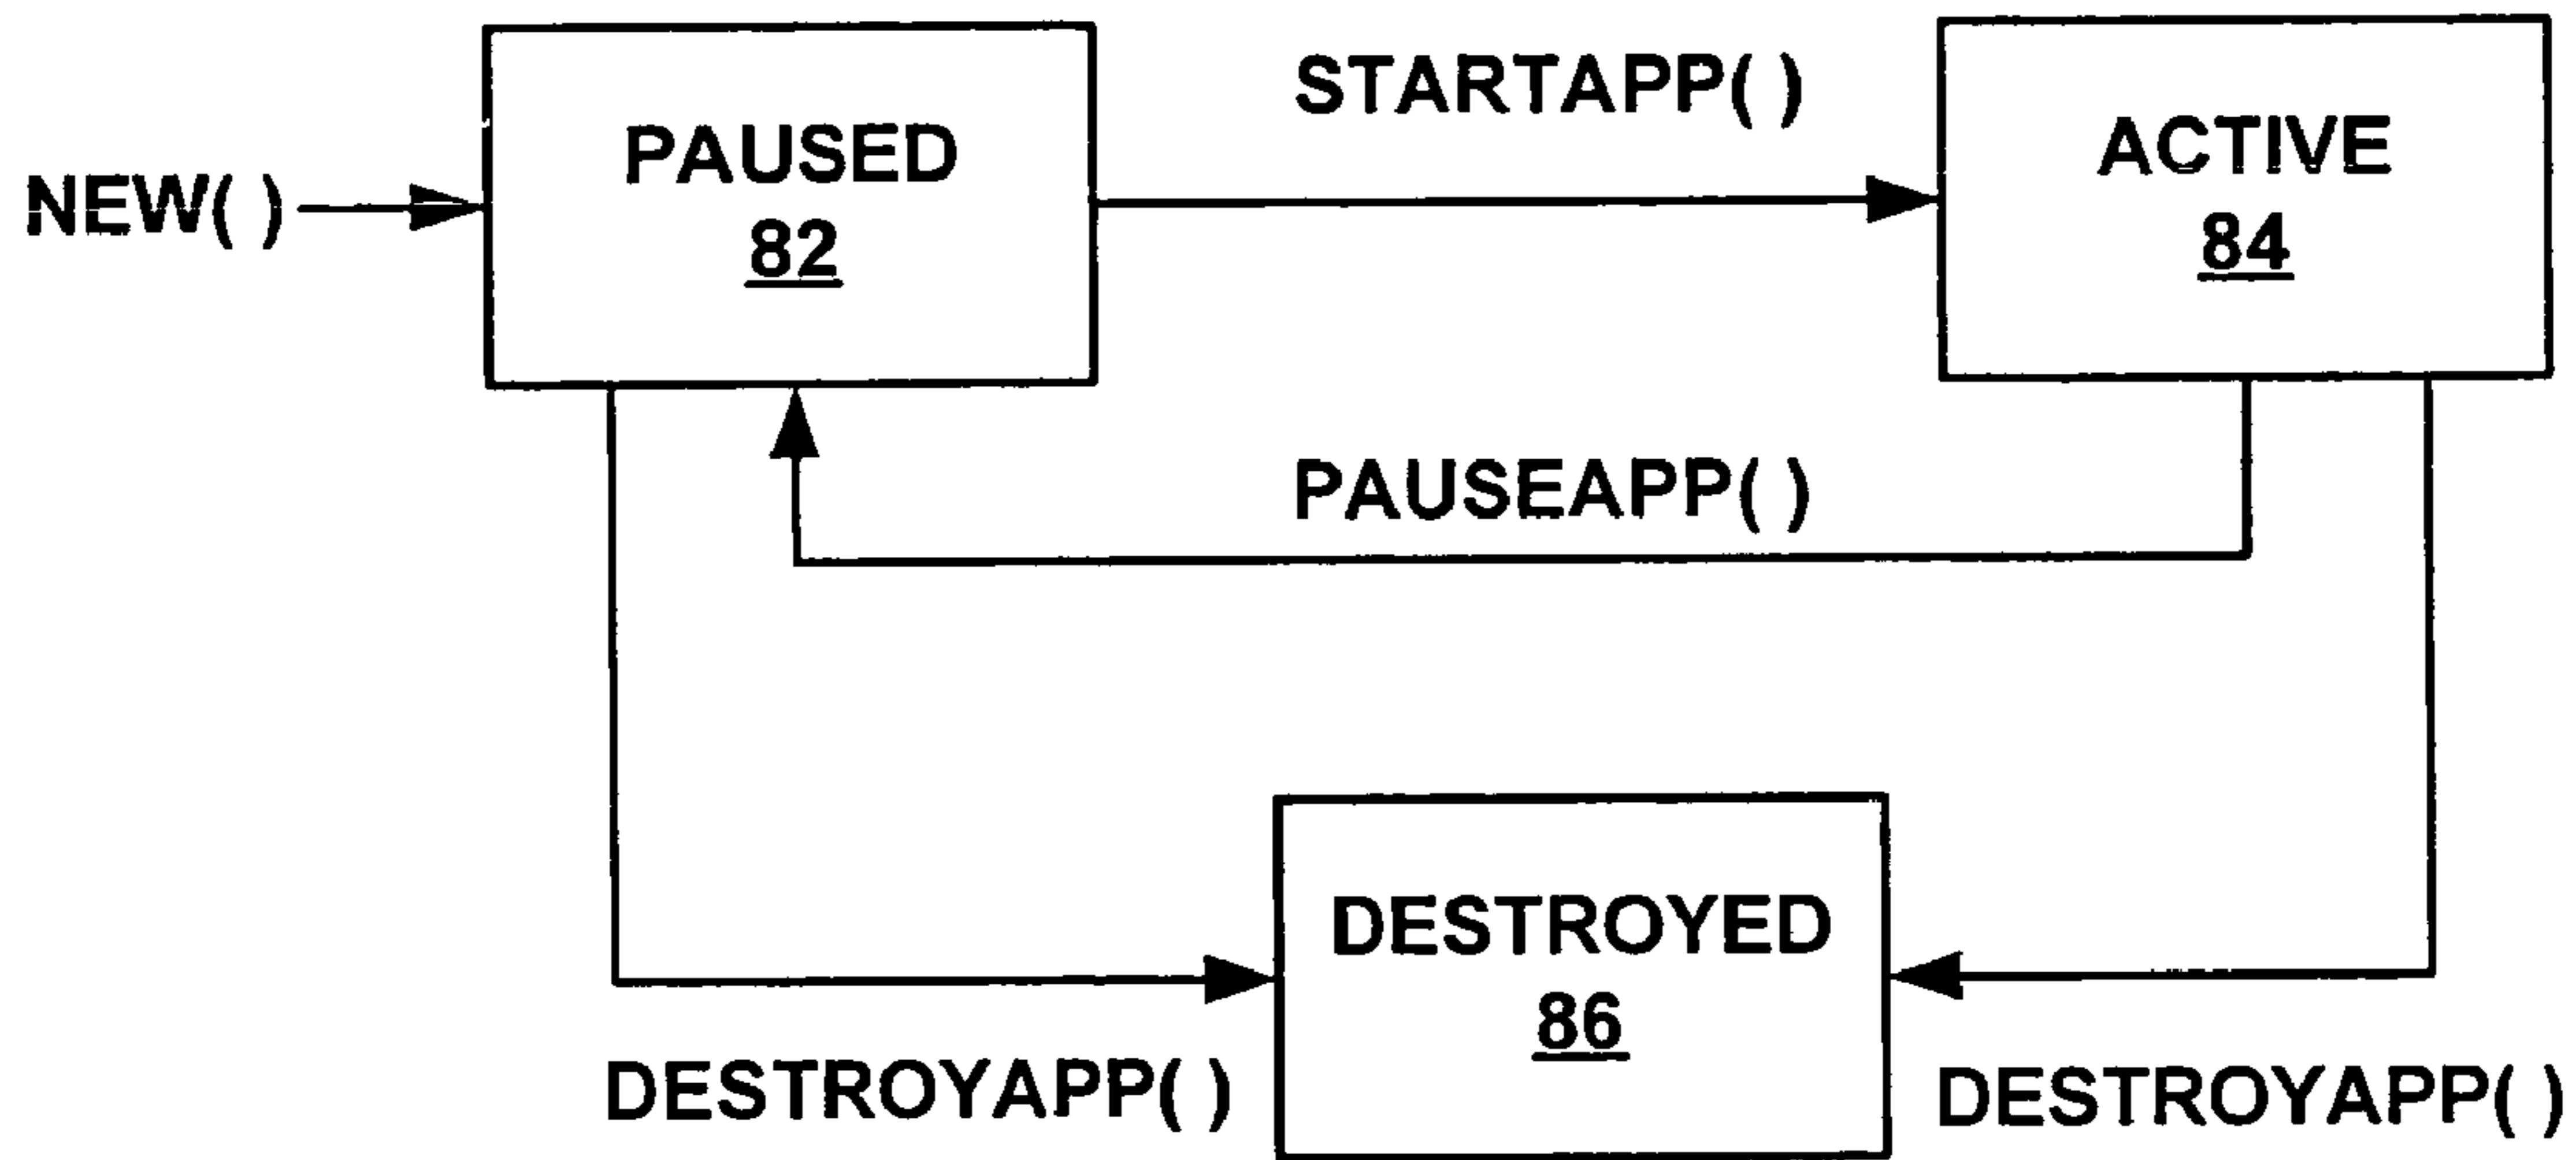 STARTAPP( )
PAUSED
82
ACTIVE
84
NEW( )
PAUSEAPP( )
DESTROYED
86
DESTROYAPP( )
DESTROYAPP( )